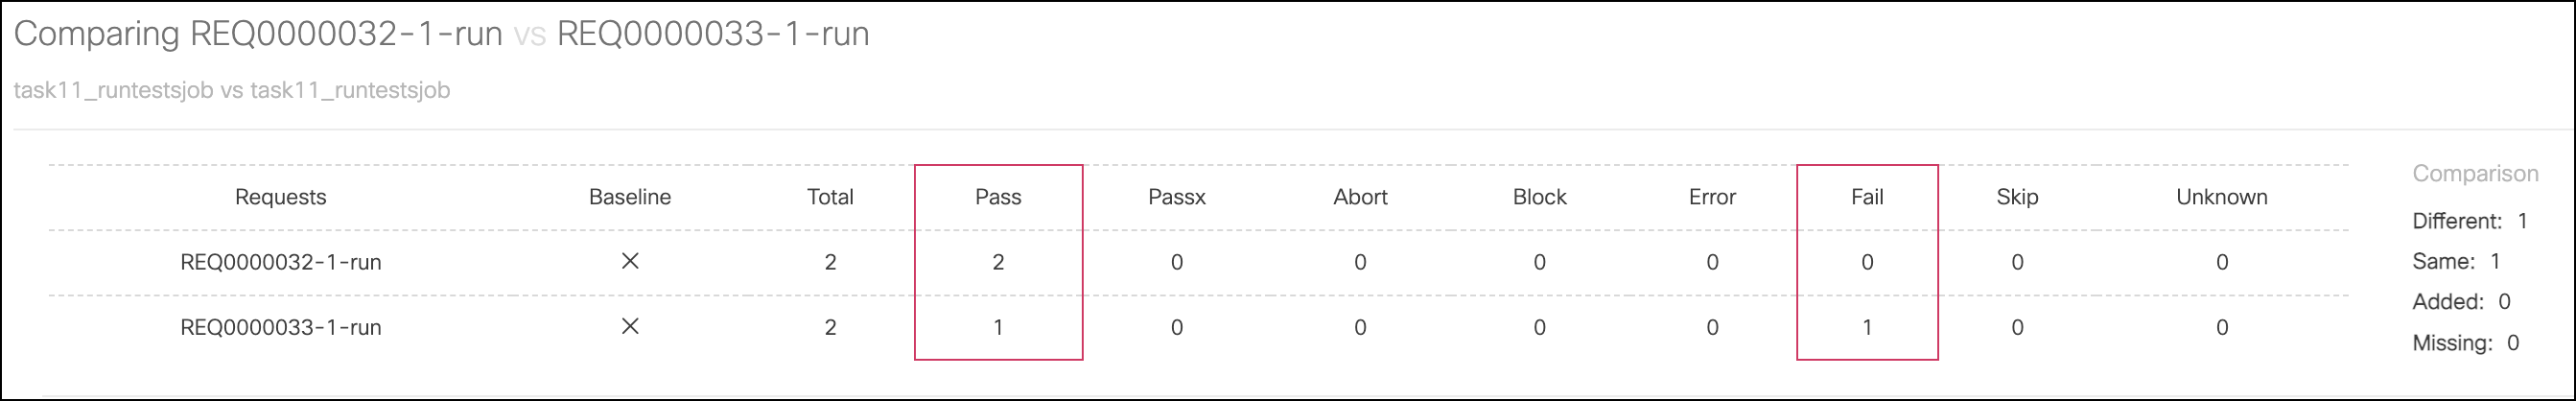 Comparing REQ0000032-1-run vs REQ0000033-1-run
task11_runtestsjob vs task11_runtestsjob
Requests Baseline Total Pass Passx Abort Block Error Fail Skip Unknown
REQ0000032-1-run 2 2 0 0 0 0 0 0 0
REQ0000033-1-run 2 1 0 0 0 0 1 0 0
Comparison
Different: 1
Same: 1
Added: 0
Missing: 0